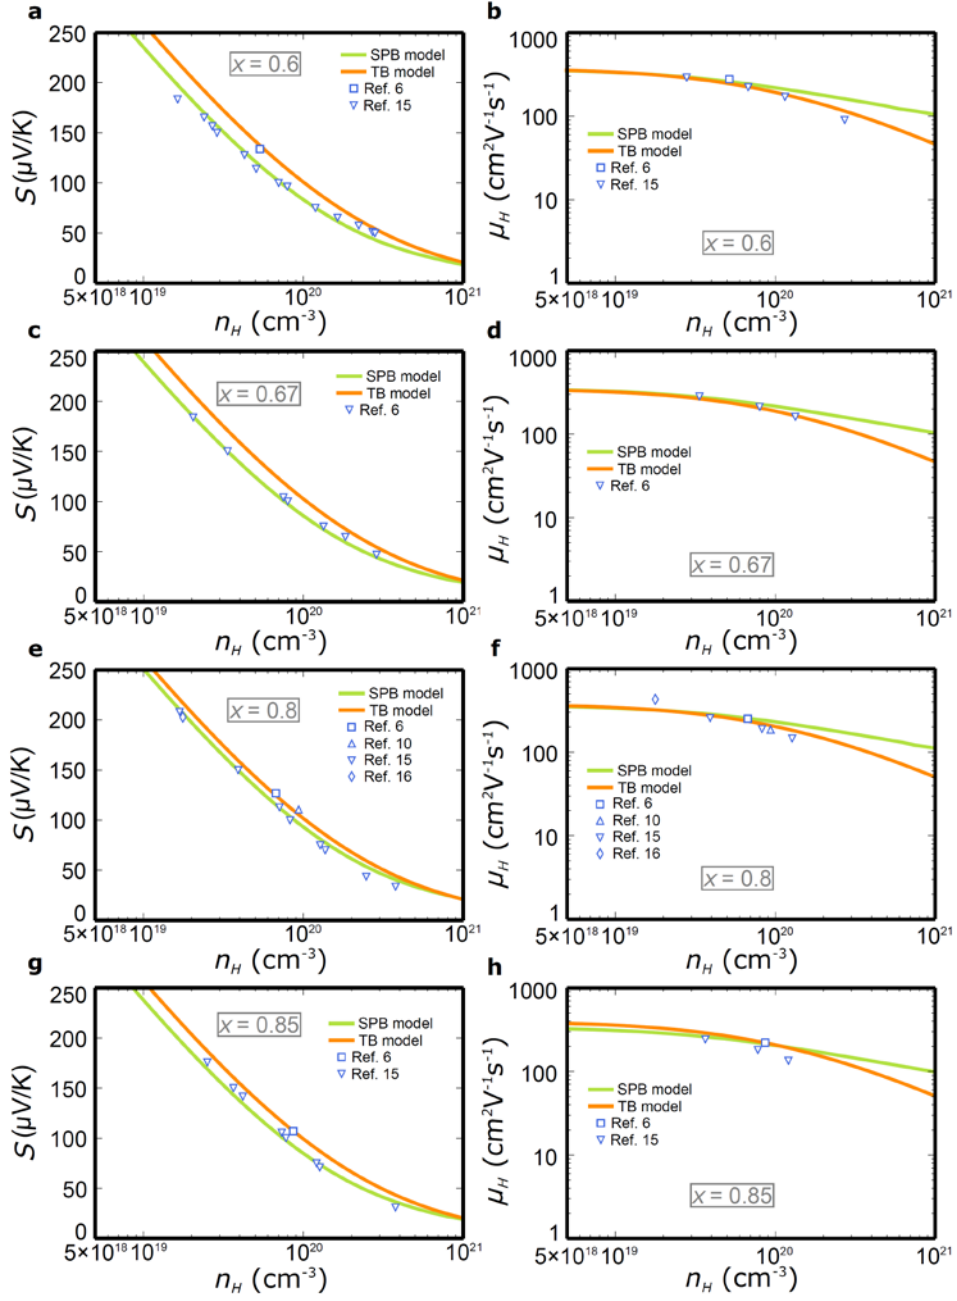 a
250
200
150
100
50
0
S(µV/K)
x = 0.6
SPB model
TB model
Ref. 6
Ref. 15
5×10¹⁸ 10¹⁹ 10²⁰ 10²¹
n_H (cm⁻³)
b
1000
100
10
1
µ_H (cm²V⁻¹s⁻¹)
SPB model
TB model
Ref. 6
Ref. 15
x = 0.6
5×10¹⁸ 10¹⁹ 10²⁰ 10²¹
n_H (cm⁻³)
c
250
200
150
100
50
0
S(µV/K)
x = 0.67
SPB model
TB model
Ref. 6
5×10¹⁸ 10¹⁹ 10²⁰ 10²¹
n_H (cm⁻³)
d
1000
100
10
1
µ_H (cm²V⁻¹s⁻¹)
SPB model
TB model
Ref. 6
x = 0.67
5×10¹⁸ 10¹⁹ 10²⁰ 10²¹
n_H (cm⁻³)
e
250
200
150
100
50
0
S(µV/K)
x = 0.8
SPB model
TB model
Ref. 6
Ref. 10
Ref. 15
Ref. 16
5×10¹⁸ 10¹⁹ 10²⁰ 10²¹
n_H (cm⁻³)
f
1000
100
10
1
µ_H (cm²V⁻¹s⁻¹)
SPB model
TB model
Ref. 6
Ref. 10
Ref. 15
Ref. 16
x = 0.8
5×10¹⁸ 10¹⁹ 10²⁰ 10²¹
n_H (cm⁻³)
g
250
200
150
100
50
0
S(µV/K)
x = 0.85
SPB model
TB model
Ref. 6
Ref. 15
5×10¹⁸ 10¹⁹ 10²⁰ 10²¹
n_H (cm⁻³)
h
1000
100
10
1
µ_H (cm²V⁻¹s⁻¹)
SPB model
TB model
Ref. 6
Ref. 15
x = 0.85
5×10¹⁸ 10¹⁹ 10²⁰ 10²¹
n_H (cm⁻³)